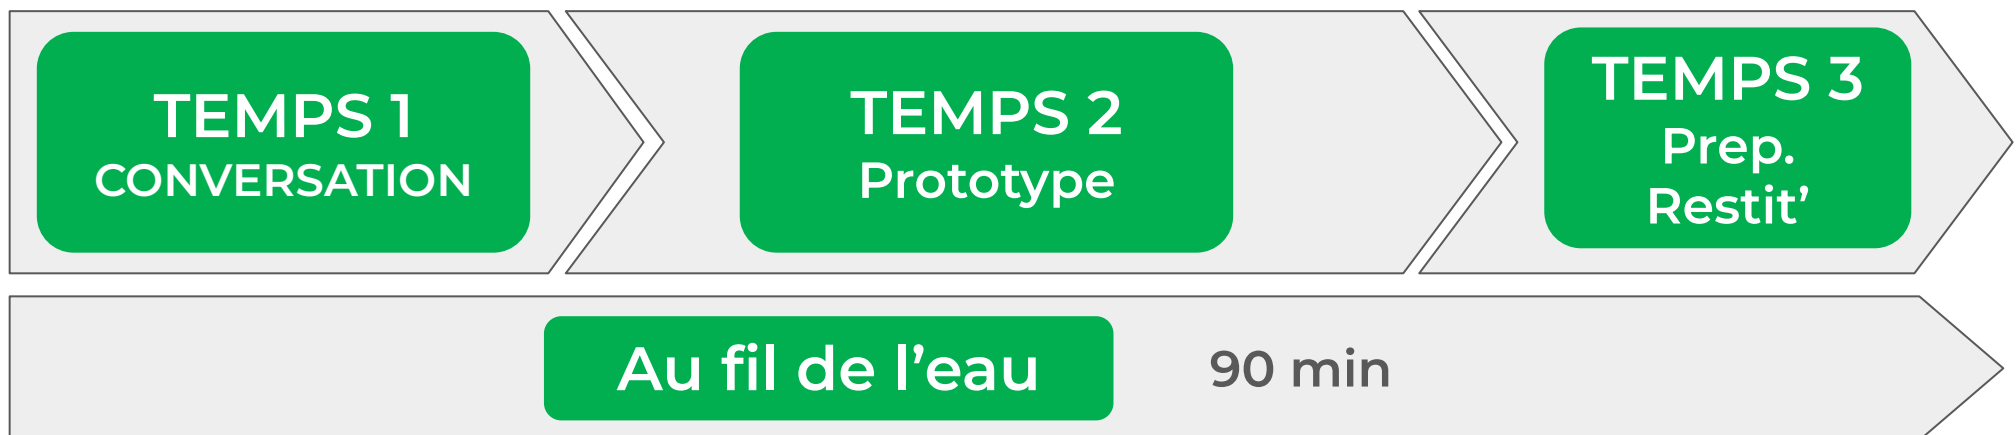 TEMPS 1
CONVERSATION
TEMPS 2
Prototype
TEMPS 3
Prep.
Restit’
Au fil de l’eau
90 min